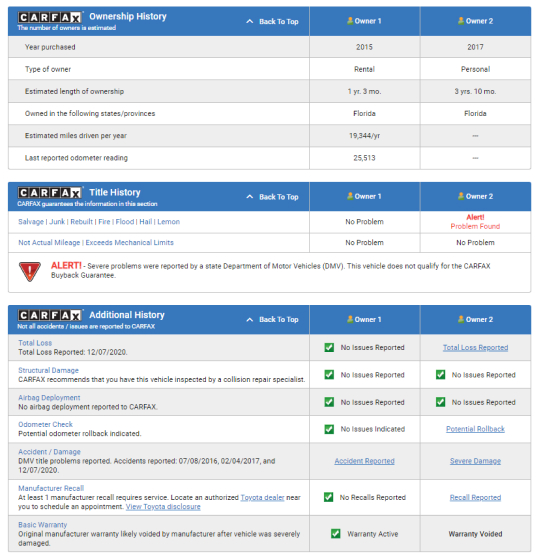 CARFAX Ownership History
The number of owners is estimated
Back To Top
Owner 1
Owner 2
Year purchased 2015 2017
Type of owner Rental Personal
Estimated length of ownership 1 yr. 3 mo. 3 yrs. 10 mo.
Owned in the following states/provinces Florida Florida
Estimated miles driven per year 19,344/yr ---
Last reported odometer reading 25,513 ---
CARFAX Title History
CARFAX guarantees the information in this section
Back To Top
Owner 1
Owner 2
Salvage | Junk | Rebuilt | Fire | Flood | Hail | Lemon No Problem Alert!
Problem Found
Not Actual Mileage | Exceeds Mechanical Limits No Problem No Problem
ALERT! - Severe problems were reported by a state Department of Motor Vehicles (DMV). This vehicle does not qualify for the CARFAX
Buyback Guarantee.
CARFAX Additional History
Not all accidents / issues are reported to CARFAX
Back To Top
Owner 1
Owner 2
Total Loss
Total Loss Reported: 12/07/2020.
No Issues Reported
Total Loss Reported
Structural Damage
CARFAX recommends that you have this vehicle inspected by a collision repair specialist.
No Issues Reported
No Issues Reported
Airbag Deployment
No airbag deployment reported to CARFAX.
No Issues Reported
No Issues Reported
Odometer Check
Potential odometer rollback indicated.
No Issues Indicated
Potential Rollback
Accident / Damage
DMV title problems reported. Accidents reported: 07/08/2016, 02/04/2017, and
12/07/2020.
Accident Reported
Severe Damage
Manufacturer Recall
At least 1 manufacturer recall requires service. Locate an authorized Toyota dealer near
you to schedule an appointment. View Toyota disclosure
No Recalls Reported
Recall Reported
Basic Warranty
Original manufacturer warranty likely voided by manufacturer after vehicle was severely
damaged.
Warranty Active
Warranty Voided